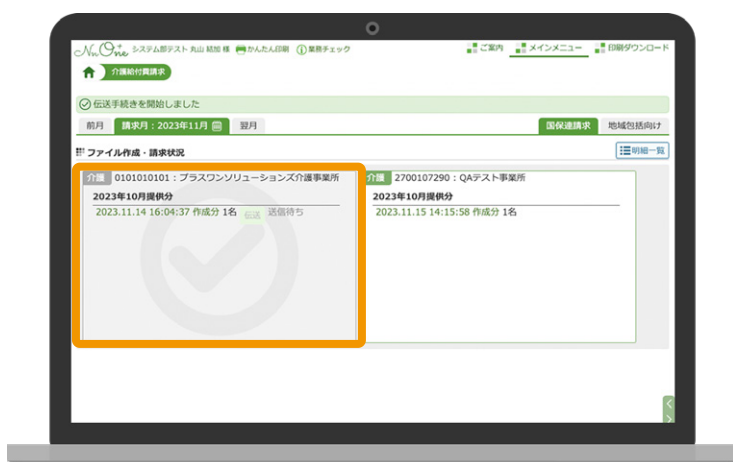 NuOne システム部テスト 丸山 結加 様 かんたん印刷 業務チェック ご案内 メインメニュー 印刷ダウンロード
介護給付費請求
伝送手続きを開始しました
前月 請求月：2023年11月 翌月 国保連請求 地域包括向け
ファイル作成・請求状況 明細一覧
介護 0101010101：プラスワンソリューションズ介護事業所
2023年10月提供分
2023.11.14 16:04:37 作成分 1名 伝送 送信待ち
介護 2700107290：QAテスト事業所
2023年10月提供分
2023.11.15 14:15:58 作成分 1名